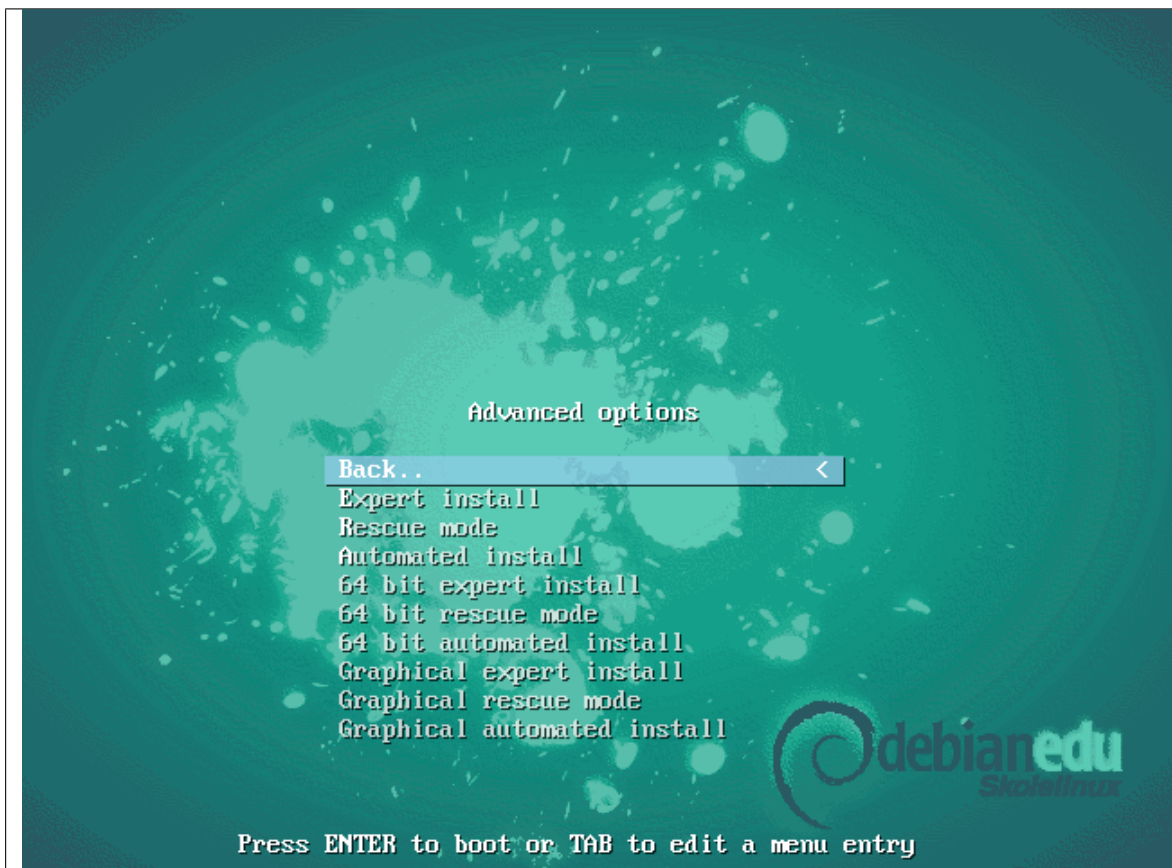 Advanced options
Back..
<
Expert install
Rescue mode
Automated install
64 bit expert install
64 bit rescue mode
64 bit automated install
Graphical expert install
Graphical rescue mode
Graphical automated install
debianedu
Skolelinux
Press ENTER to boot or TAB to edit a menu entry